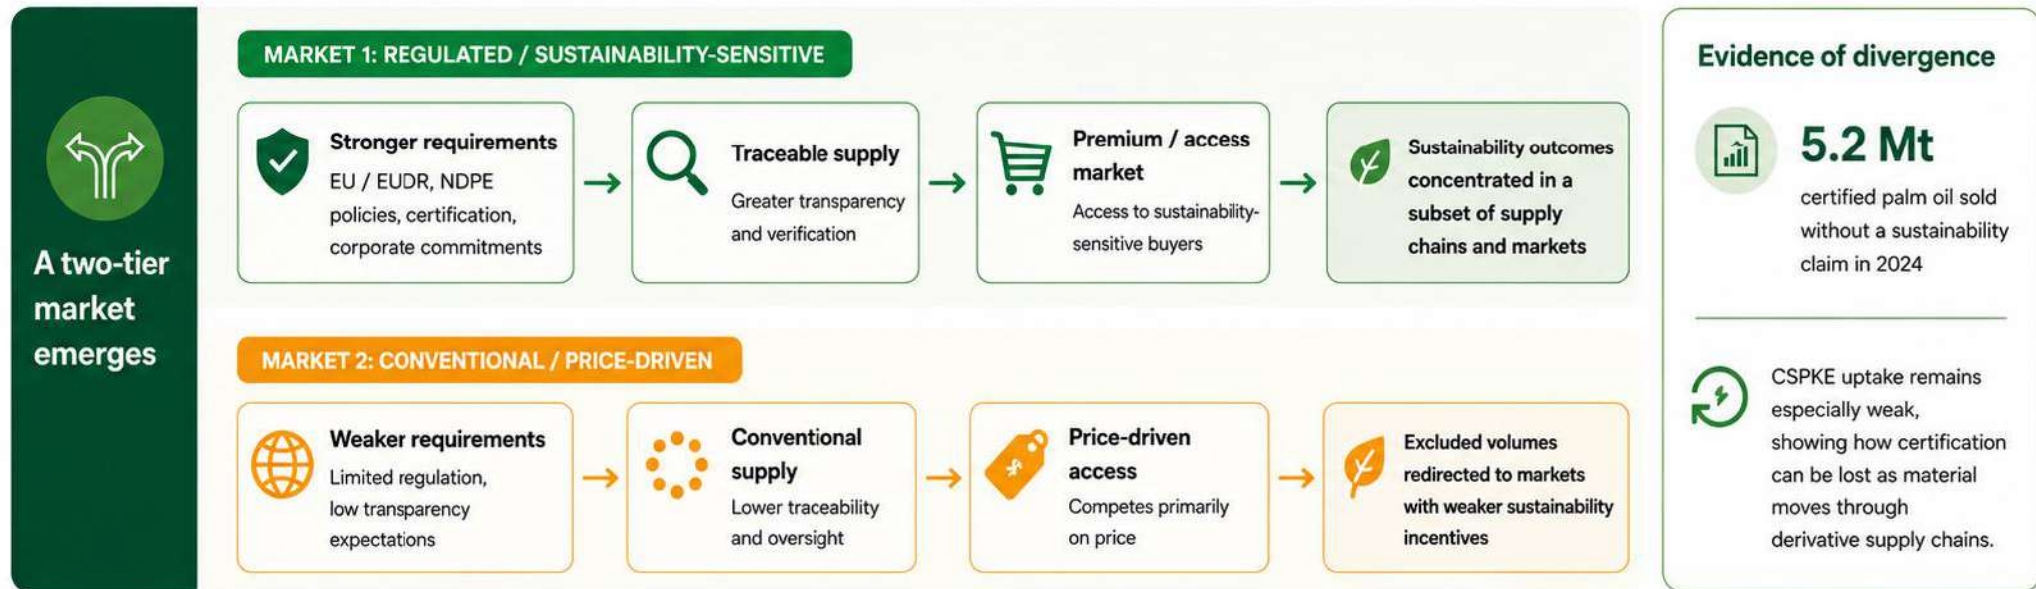 A two-tier
market
emerges
MARKET 1: REGULATED / SUSTAINABILITY-SENSITIVE
Stronger requirements
EU / EUDR, NDPE
policies, certification,
corporate commitments
Traceable supply
Greater transparency
and verification
Premium / access
market
Access to sustainability-
sensitive buyers
Sustainability outcomes
concentrated in a
subset of supply
chains and markets
MARKET 2: CONVENTIONAL / PRICE-DRIVEN
Weaker requirements
Limited regulation,
low transparency
expectations
Conventional
supply
Lower traceability
and oversight
Price-driven
access
Competes primarily
on price
Excluded volumes
redirected to markets
with weaker sustainability
incentives
Evidence of divergence
5.2 Mt
certified palm oil sold
without a sustainability
claim in 2024
CSPKE uptake remains
especially weak,
showing how certification
can be lost as material
moves through
derivative supply chains.